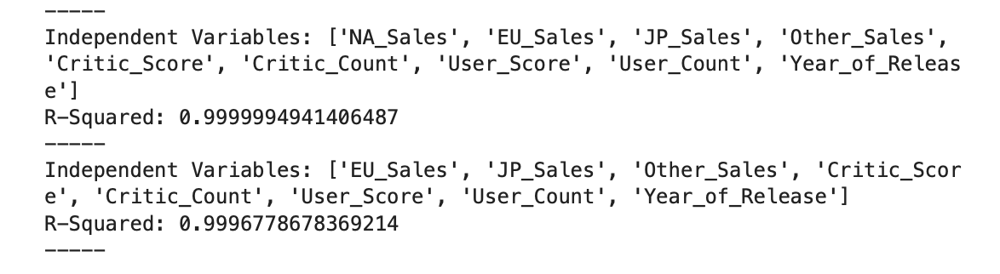 -----
Independent Variables: ['NA_Sales', 'EU_Sales', 'JP_Sales', 'Other_Sales',
'Critic_Score', 'Critic_Count', 'User_Score', 'User_Count', 'Year_of_Releas
e']
R-Squared: 0.9999994941406487
-----
Independent Variables: ['EU_Sales', 'JP_Sales', 'Other_Sales', 'Critic_Scor
e', 'Critic_Count', 'User_Score', 'User_Count', 'Year_of_Release']
R-Squared: 0.9996778678369214
-----